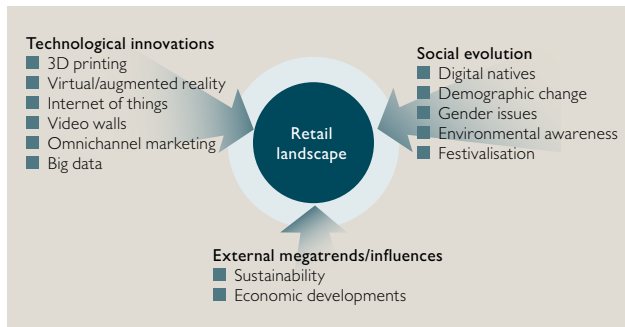 Technological innovations
3D printing
Virtual/augmented reality
Internet of things
Video walls
Omnichannel marketing
Big data
Retail
landscape
Social evolution
Digital natives
Demographic change
Gender issues
Environmental awareness
Festivalisation
External megatrends/influences
Sustainability
Economic developments